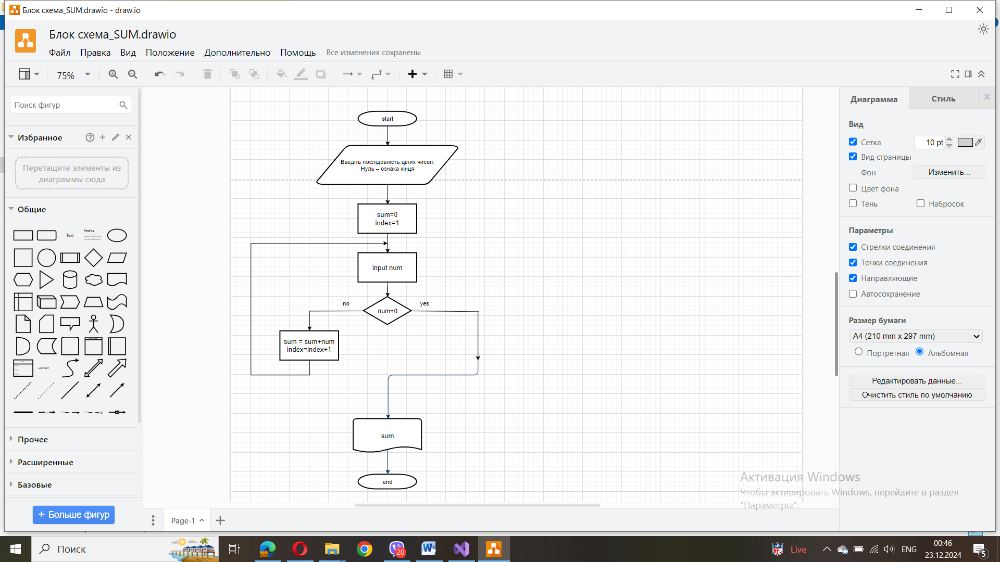 Блок схема_SUM.drawio - draw.io
Блок схема_SUM.drawio
Файл Правка Вид Положение Дополнительно Помощь Все изменения сохранены
75%
Поиск фигур
Избранное
Перетащите элементы из
диаграммы сюда
Общие
Text
Heading
List Item
Прочее
Расширенные
Базовые
+ Больше фигур
start
Введіть послідовність цілих чисел.
Нуль – ознака кінця
sum=0
index=1
input num
no
yes
num=0
sum = sum+num
index=index+1
sum
end
Page-1
Диаграмма
Стиль
Вид
Сетка
10 pt
Вид страницы
Фон
Изменить...
Цвет фона
Тень
Набросок
Параметры
Стрелки соединения
Точки соединения
Направляющие
Автосохранение
Размер бумаги
A4 (210 mm x 297 mm)
Портретная
Альбомная
Редактировать данные...
Очистить стиль по умолчанию
Активация Windows
Чтобы активировать Windows, перейдите в раздел
"Параметры".
Поиск
20
Live
ENG
00:46
23.12.2024
5